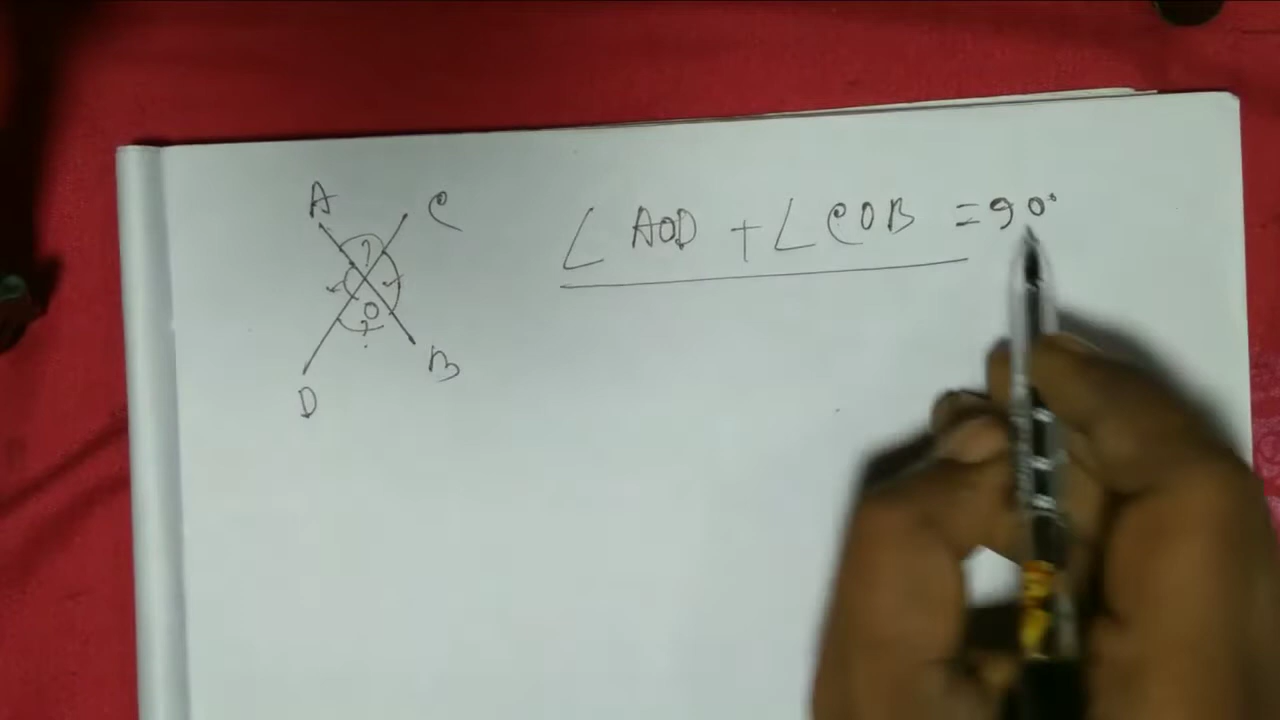 A C
∠ AOD + ∠ COB = 90°
?
O
?
B
D